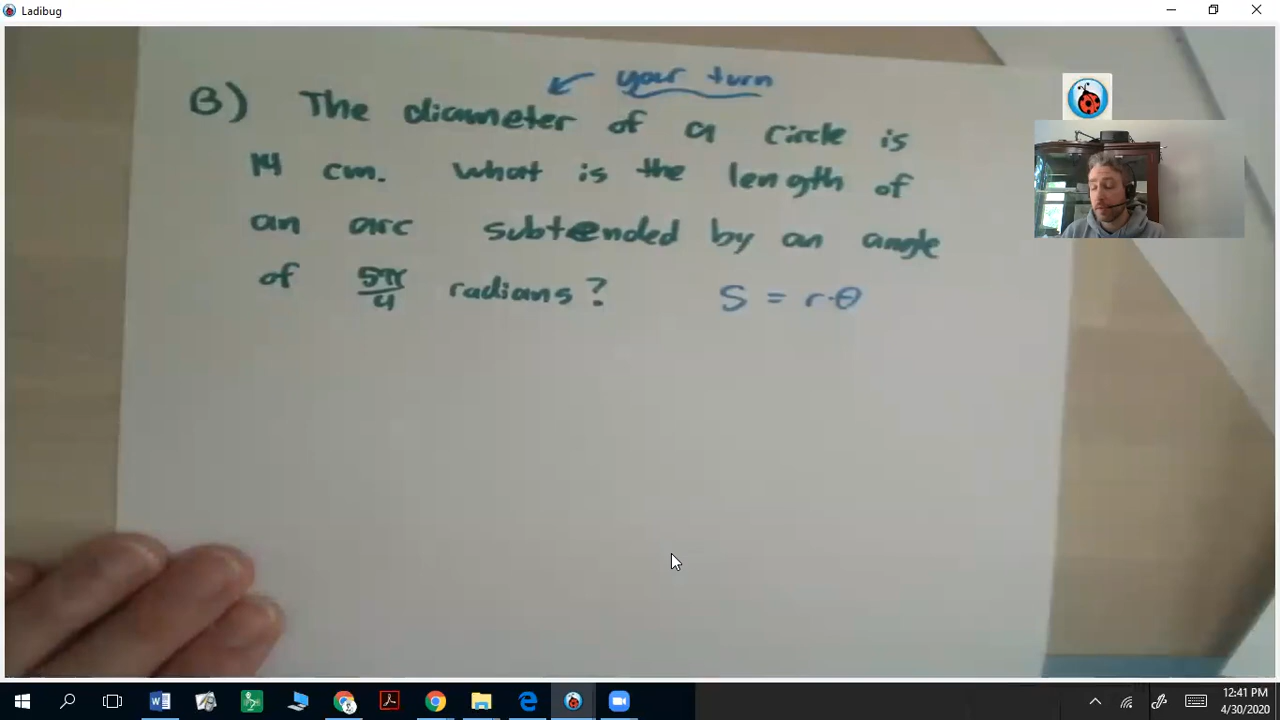 Ladibug
your turn
B) The diameter of a circle is
14 cm. what is the length of
an arc subtended by an angle
of 5π/4 radians? S = r·θ
12:41 PM
4/30/2020